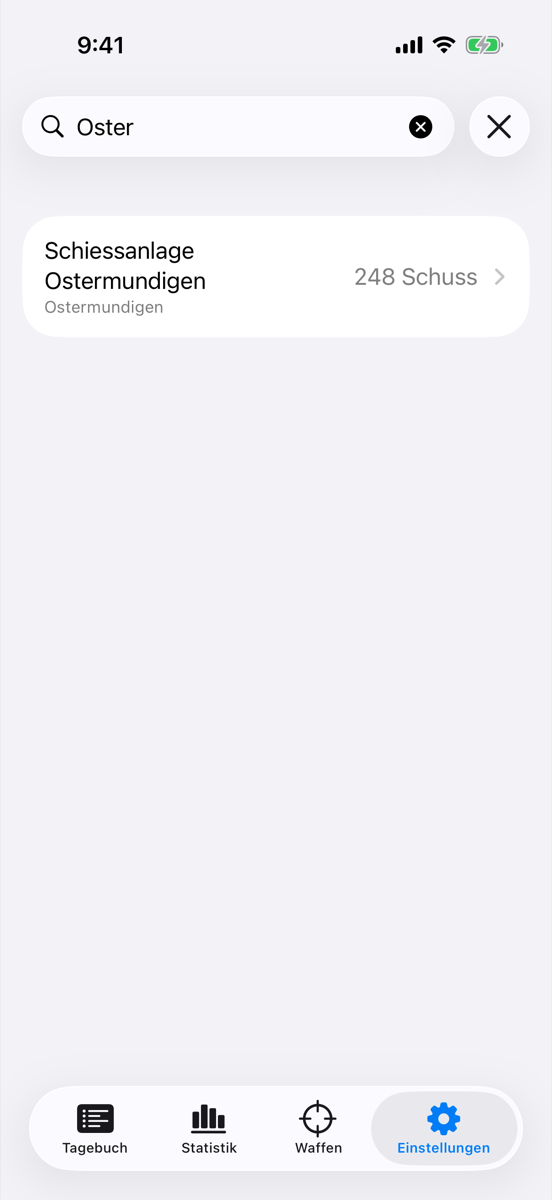 9:41
Oster
Schiessanlage
Ostermundigen
248 Schuss
Ostermundigen
Tagebuch
Statistik
Waffen
Einstellungen